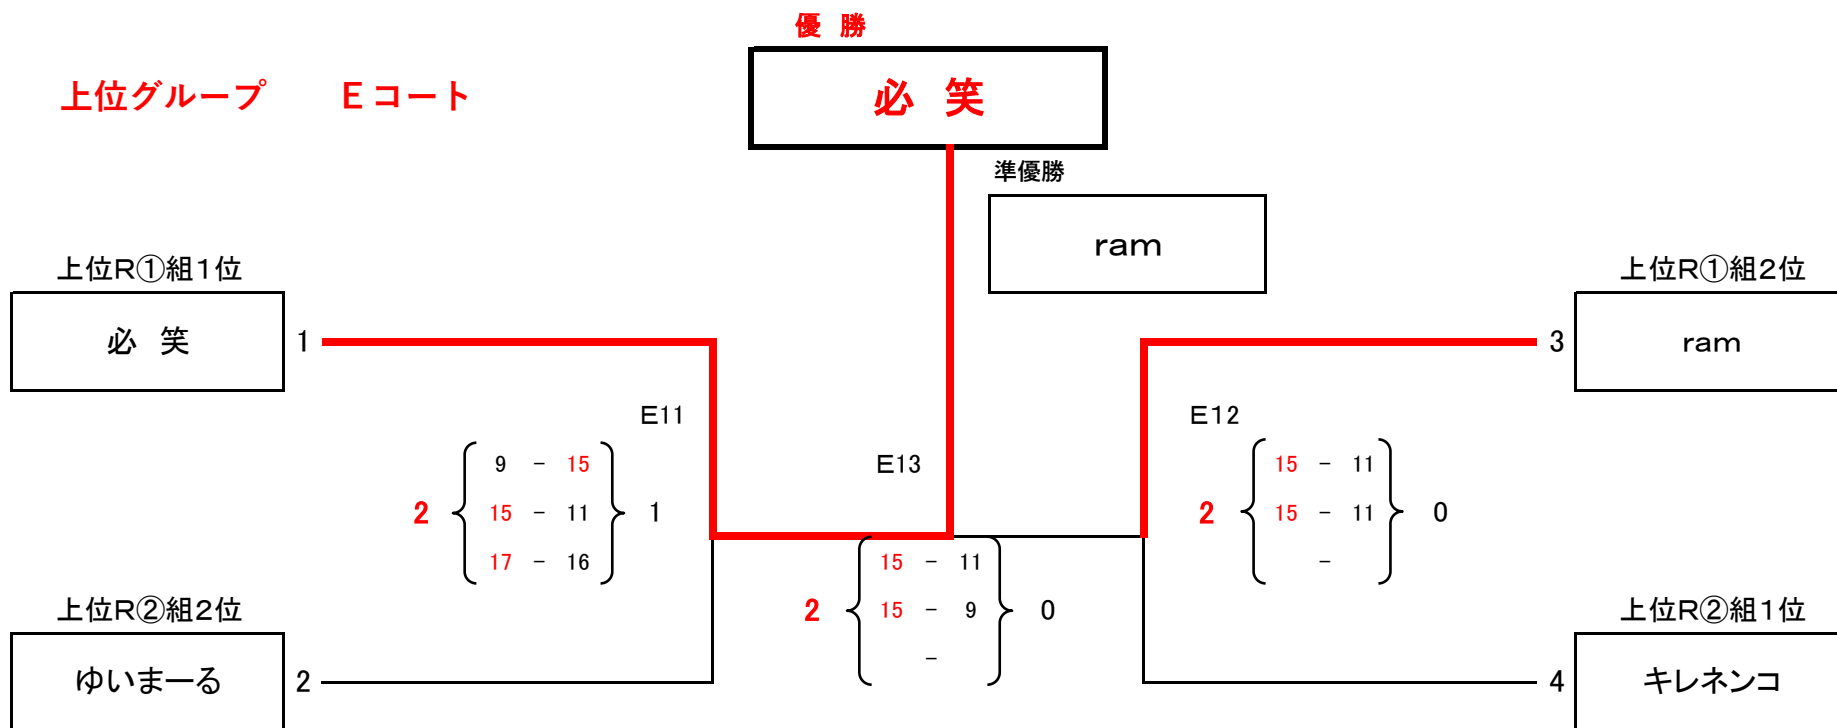 優 勝
上位グループ Eコート
必 笑
準優勝
ram
上位R①組1位
上位R①組2位
必 笑 1
3 ram
E11
E12
E13
9 - 15
15 - 11
17 - 16
2 1
15 - 11
15 - 11
-
2 0
15 - 11
15 - 9
-
2 0
上位R②組2位
上位R②組1位
ゆいまーる 2
4 キレネンコ